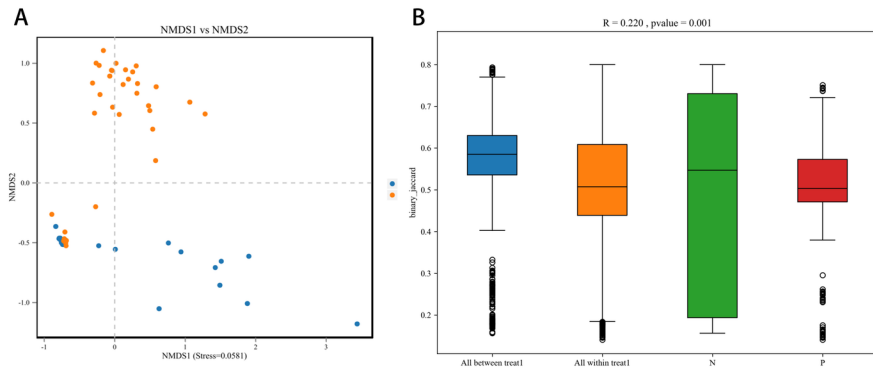 A
NMDS1 vs NMDS2
1.0
0.5
0.0
-0.5
-1.0
NMDS2
-1
0
1
2
3
NMDS1 (Stress=0.0581)
B
R = 0.220 , pvalue = 0.001
0.8
0.7
0.6
0.5
0.4
0.3
0.2
binary_jaccard
All between treat1
All within treat1
N
P